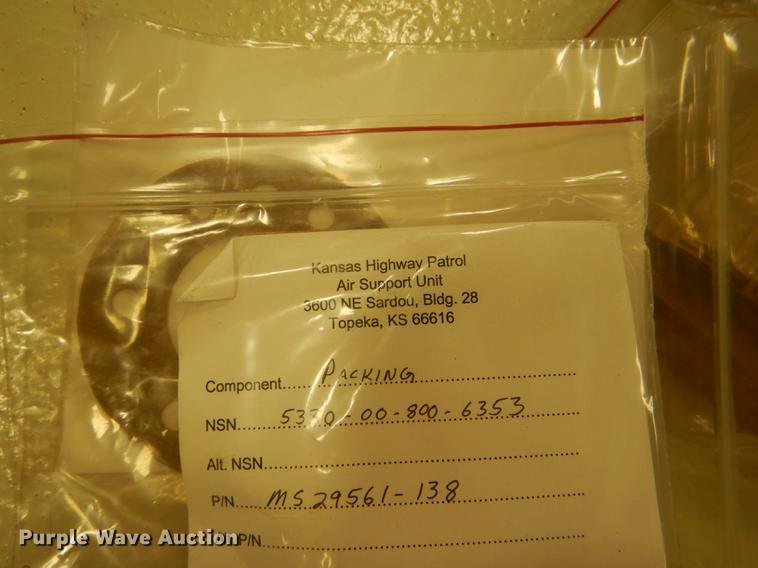 Kansas Highway Patrol
Air Support Unit
3600 NE Sardou, Bldg. 28
Topeka, KS 66616
Component.....PACKING
NSN.....5330-00-800-6353
Alt. NSN.....
P/N.....MS29561-138
P/N.....
Purple Wave Auction